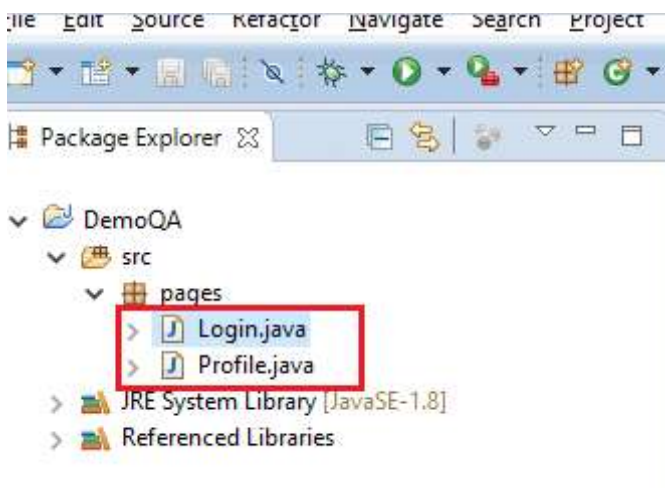 File Edit Source Refactor Navigate Search Project
Package Explorer
DemoQA
src
pages
Login.java
Profile.java
JRE System Library [JavaSE-1.8]
Referenced Libraries